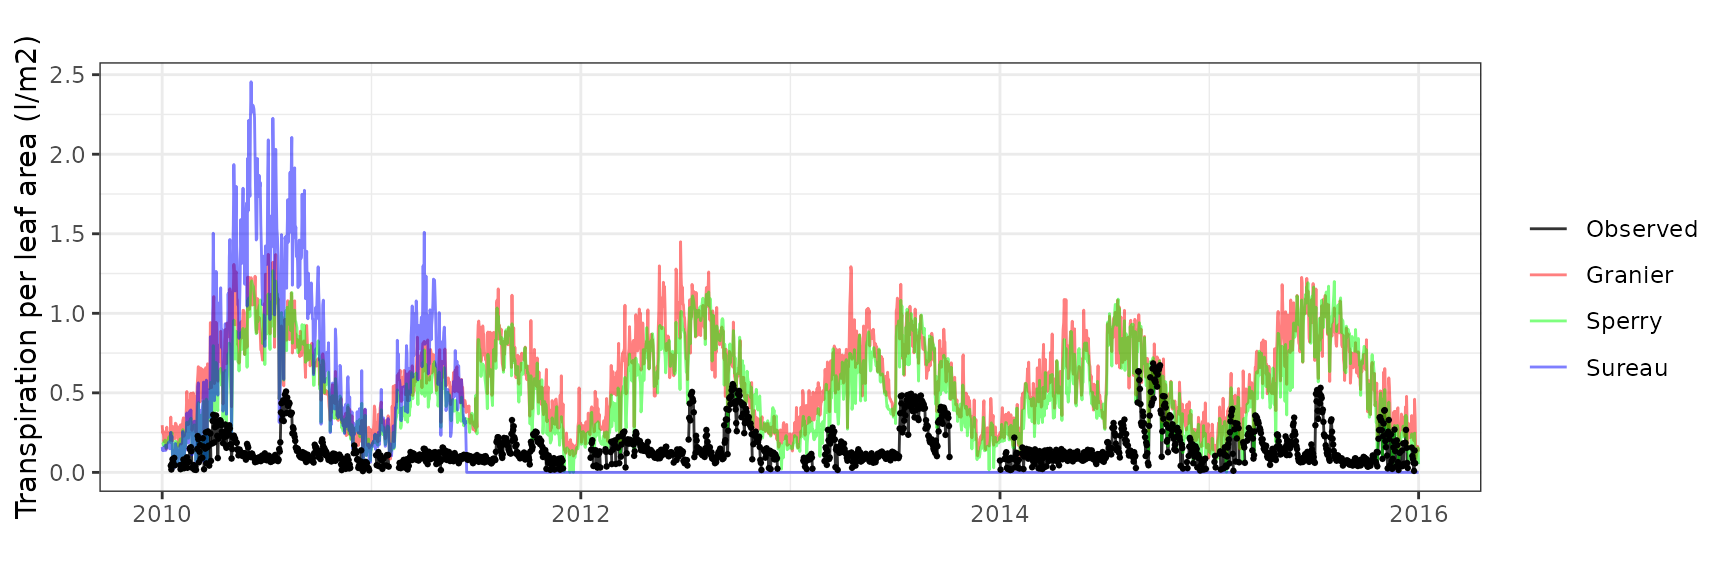 Transpiration per leaf area (l/m2)
2.5
2.0
1.5
1.0
0.5
0.0
2010
2012
2014
2016
Observed
Granier
Sperry
Sureau